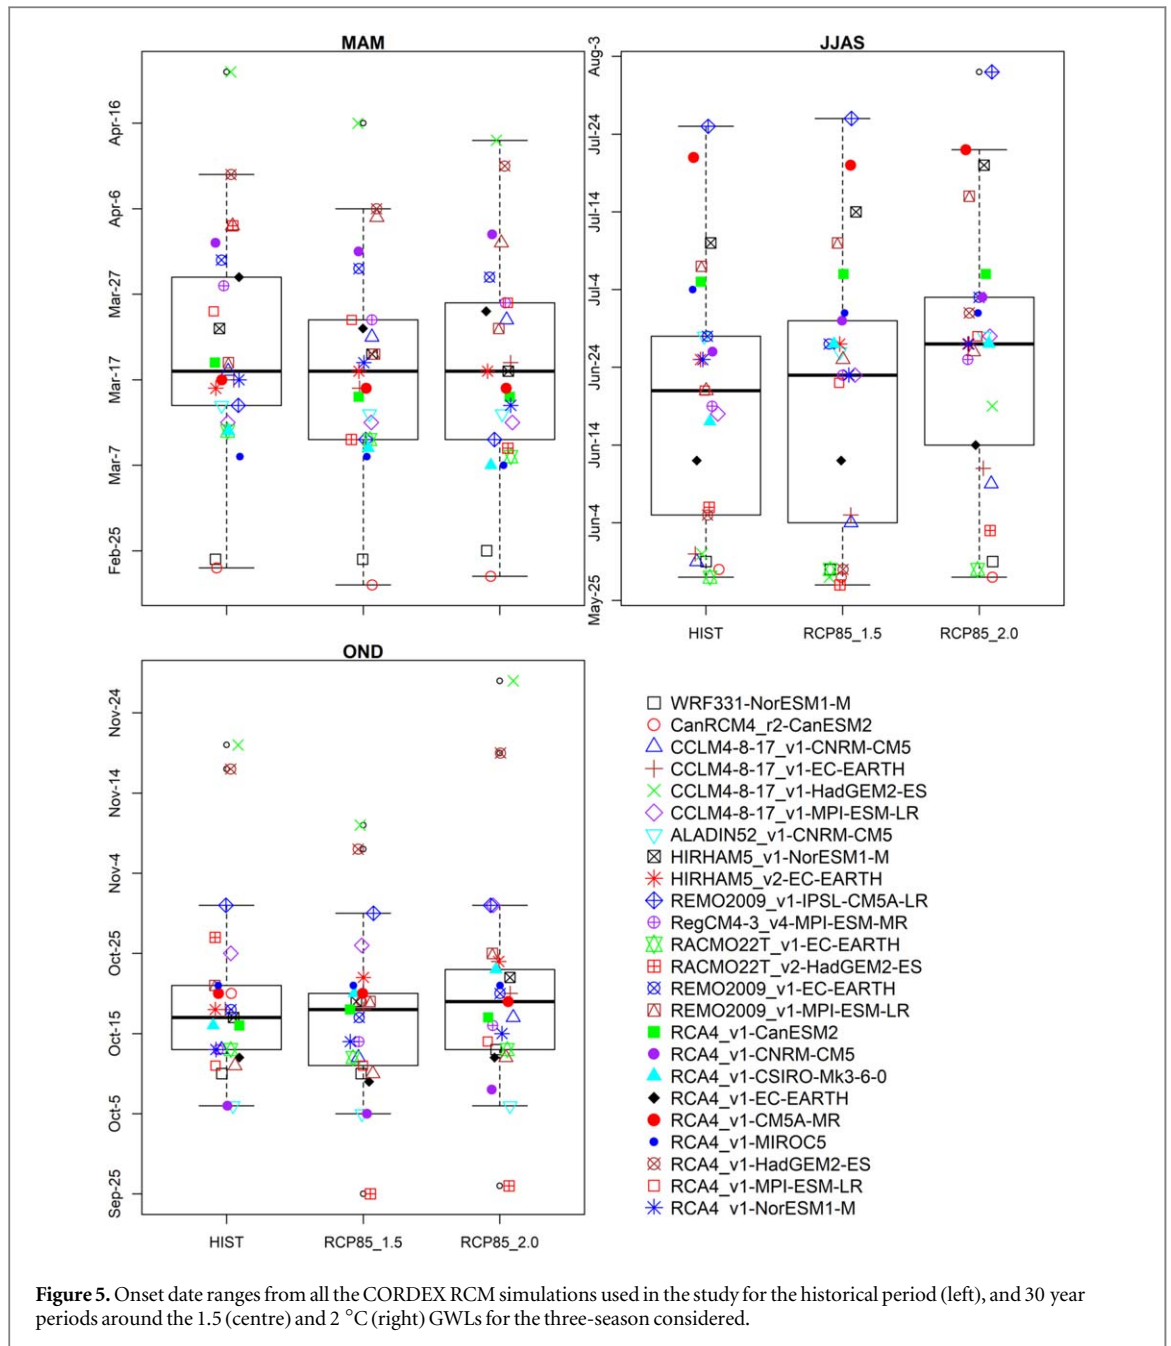 MAM
JJAS
Apr-16
Apr-6
Mar-27
Mar-17
Mar-7
Feb-25
Aug-3
Jul-24
Jul-14
Jul-4
Jun-24
Jun-14
Jun-4
May-25
HIST
RCP85_1.5
RCP85_2.0
OND
Nov-24
Nov-14
Nov-4
Oct-25
Oct-15
Oct-5
Sep-25
HIST
RCP85_1.5
RCP85_2.0
WRF331-NorESM1-M
CanRCM4_r2-CanESM2
CCLM4-8-17_v1-CNRM-CM5
CCLM4-8-17_v1-EC-EARTH
CCLM4-8-17_v1-HadGEM2-ES
CCLM4-8-17_v1-MPI-ESM-LR
ALADIN52_v1-CNRM-CM5
HIRHAM5_v1-NorESM1-M
HIRHAM5_v2-EC-EARTH
REMO2009_v1-IPSL-CM5A-LR
RegCM4-3_v4-MPI-ESM-MR
RACMO22T_v1-EC-EARTH
RACMO22T_v2-HadGEM2-ES
REMO2009_v1-EC-EARTH
REMO2009_v1-MPI-ESM-LR
RCA4_v1-CanESM2
RCA4_v1-CNRM-CM5
RCA4_v1-CSIRO-Mk3-6-0
RCA4_v1-EC-EARTH
RCA4_v1-CM5A-MR
RCA4_v1-MIROC5
RCA4_v1-HadGEM2-ES
RCA4_v1-MPI-ESM-LR
RCA4_v1-NorESM1-M
Figure 5. Onset date ranges from all the CORDEX RCM simulations used in the study for the historical period (left), and 30 year
periods around the 1.5 (centre) and 2 °C (right) GWLs for the three-season considered.